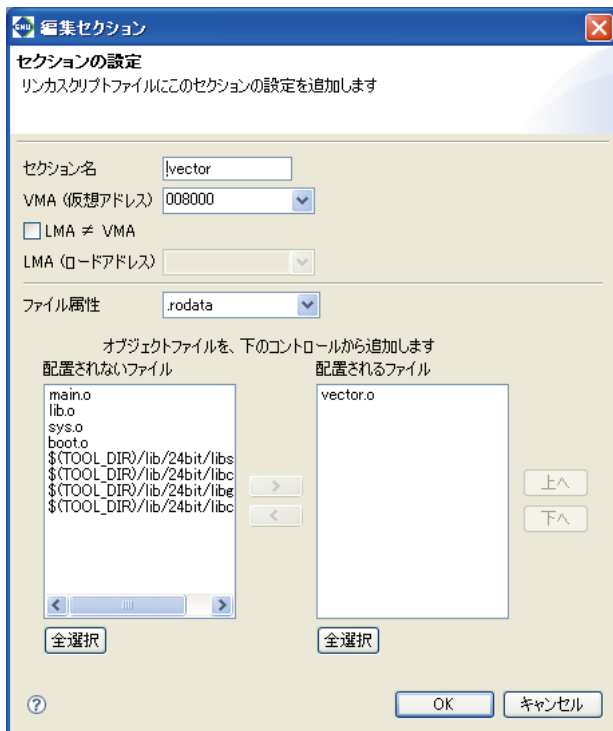 GNU 編集セクション
セクションの設定
リンカスクリプトファイルにこのセクションの設定を追加します
セクション名 .vector
VMA (仮想アドレス) 008000
LMA ≠ VMA
LMA (ロードアドレス)
ファイル属性 .rodata
オブジェクトファイルを、下のコントロールから追加します
配置されないファイル 配置されるファイル
main.o vector.o
lib.o
sys.o
boot.o
$(TOOL_DIR)/lib/24bit/libs
$(TOOL_DIR)/lib/24bit/libc
$(TOOL_DIR)/lib/24bit/libg
$(TOOL_DIR)/lib/24bit/libc
> 上へ
< 下へ
全選択 全選択
? OK キャンセル